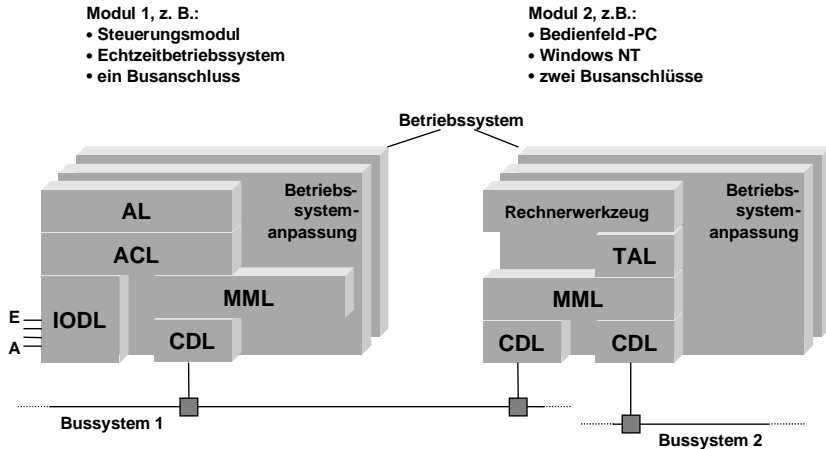 Modul 1, z. B.:
• Steuerungsmodul
• Echtzeitbetriebssystem
• ein Busanschluss
Modul 2, z.B.:
• Bedienfeld-PC
• Windows NT
• zwei Busanschlüsse
Betriebssystem
Betriebs-
system-
anpassung
AL
ACL
MML
IODL
CDL
E
A
Betriebs-
system-
anpassung
Rechnerwerkzeug
TAL
MML
CDL
CDL
Bussystem 1
Bussystem 2